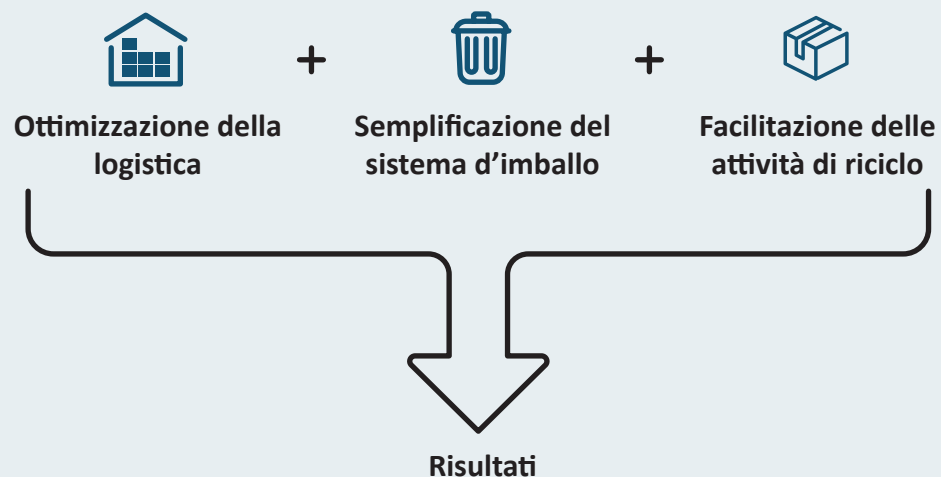 +
+
Ottimizzazione della
logistica
Semplificazione del
sistema d’imballo
Facilitazione delle
attività di riciclo
Risultati